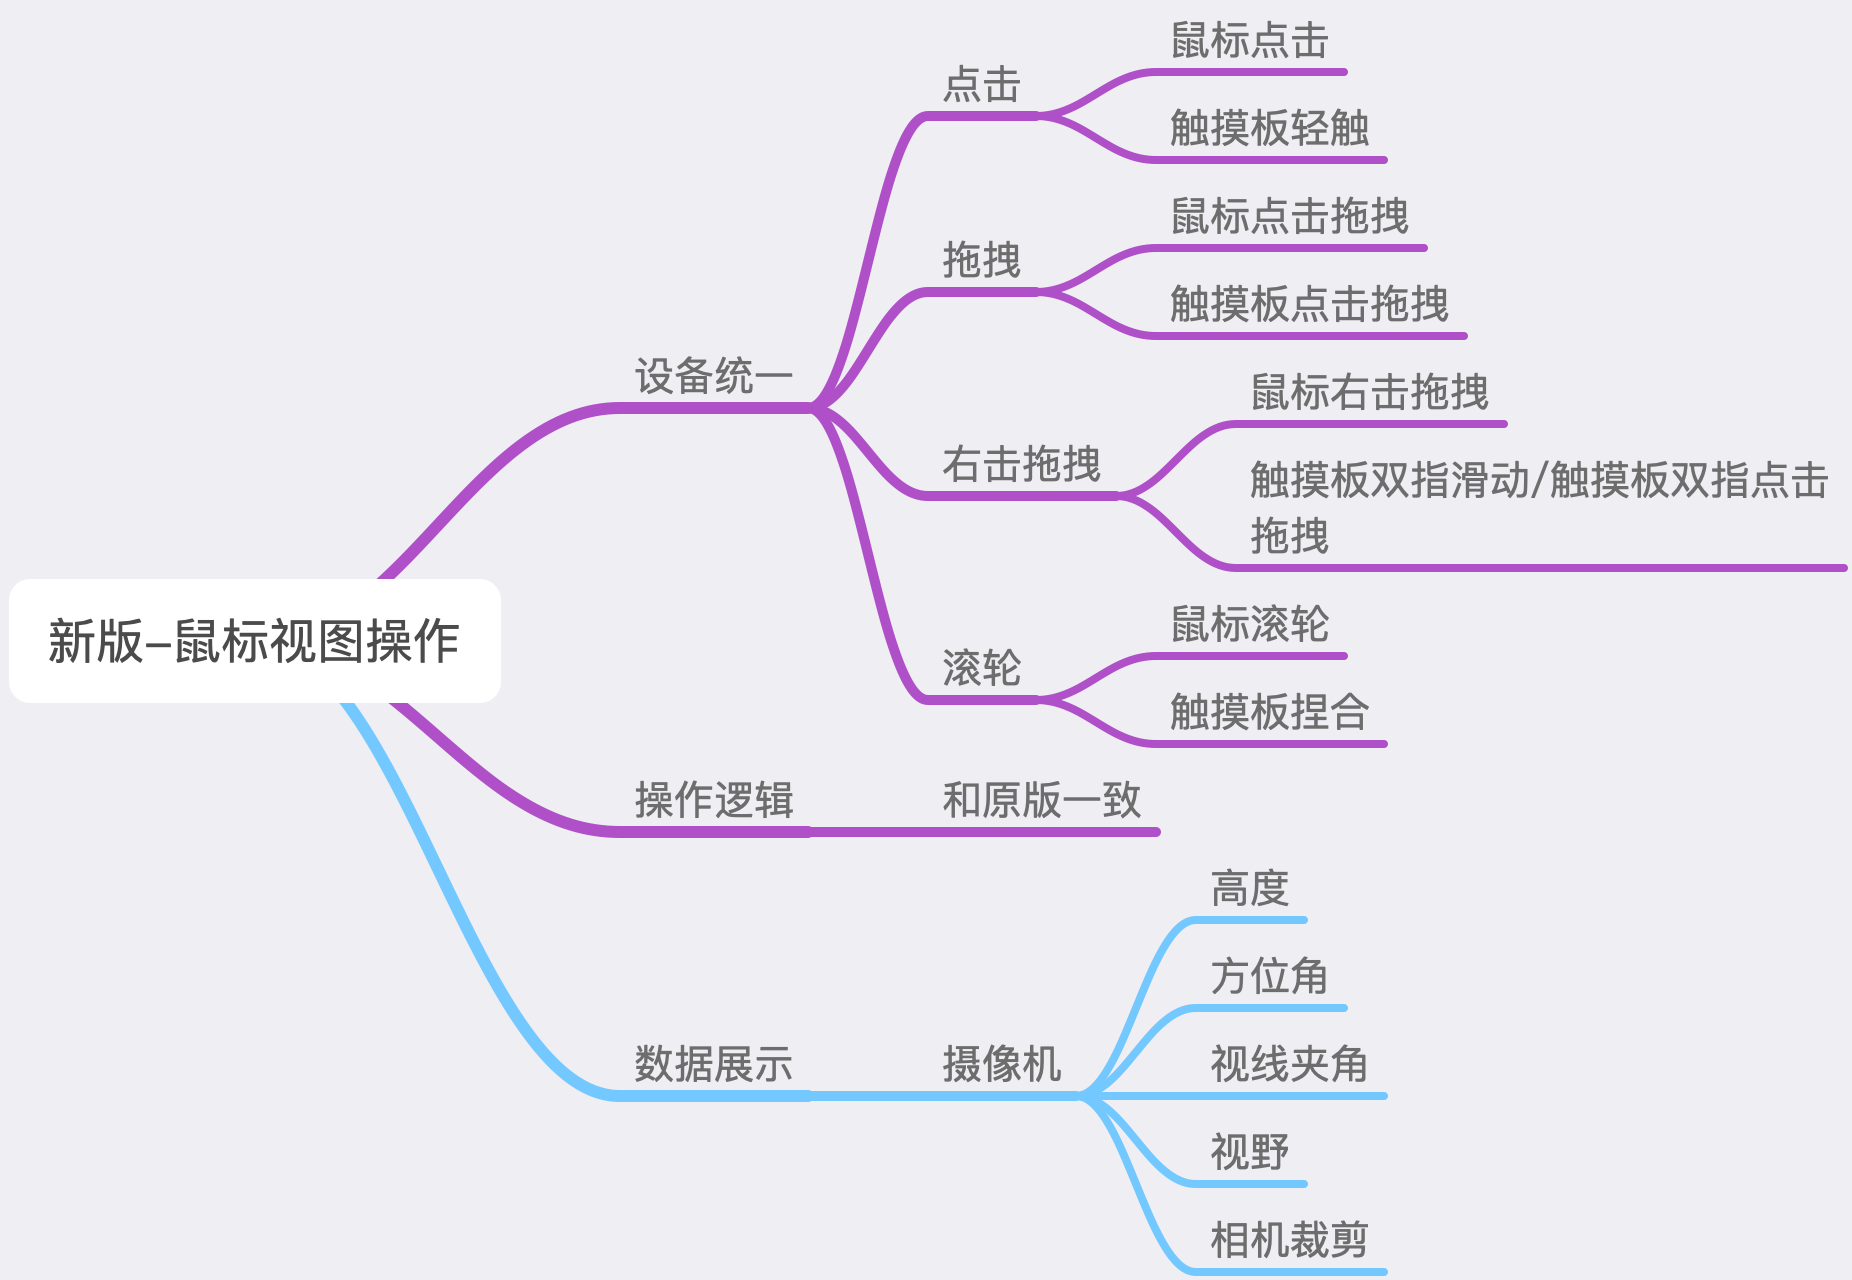 新版–鼠标视图操作
设备统一
点击
鼠标点击
触摸板轻触
拖拽
鼠标点击拖拽
触摸板点击拖拽
右击拖拽
鼠标右击拖拽
触摸板双指滑动/触摸板双指点击
拖拽
滚轮
鼠标滚轮
触摸板捏合
操作逻辑
和原版一致
数据展示
摄像机
高度
方位角
视线夹角
视野
相机裁剪